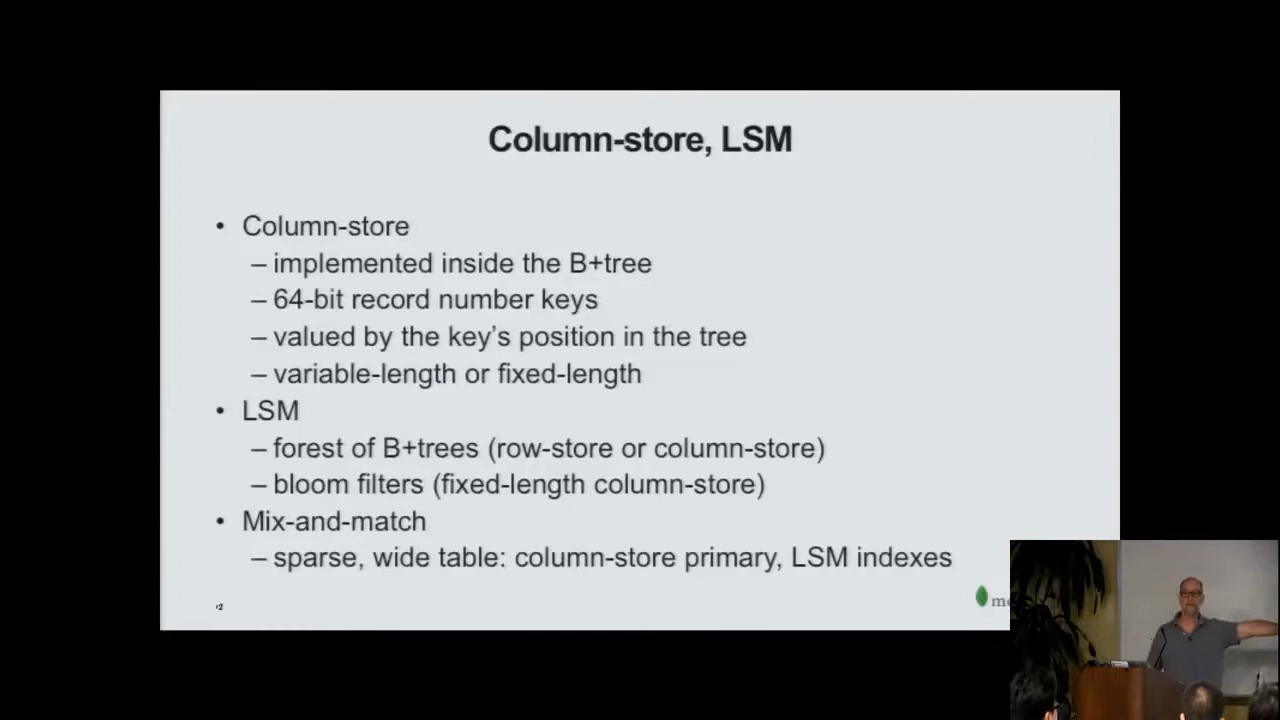 Column-store, LSM
• Column-store
– implemented inside the B+tree
– 64-bit record number keys
– valued by the key's position in the tree
– variable-length or fixed-length
• LSM
– forest of B+trees (row-store or column-store)
– bloom filters (fixed-length column-store)
• Mix-and-match
– sparse, wide table: column-store primary, LSM indexes